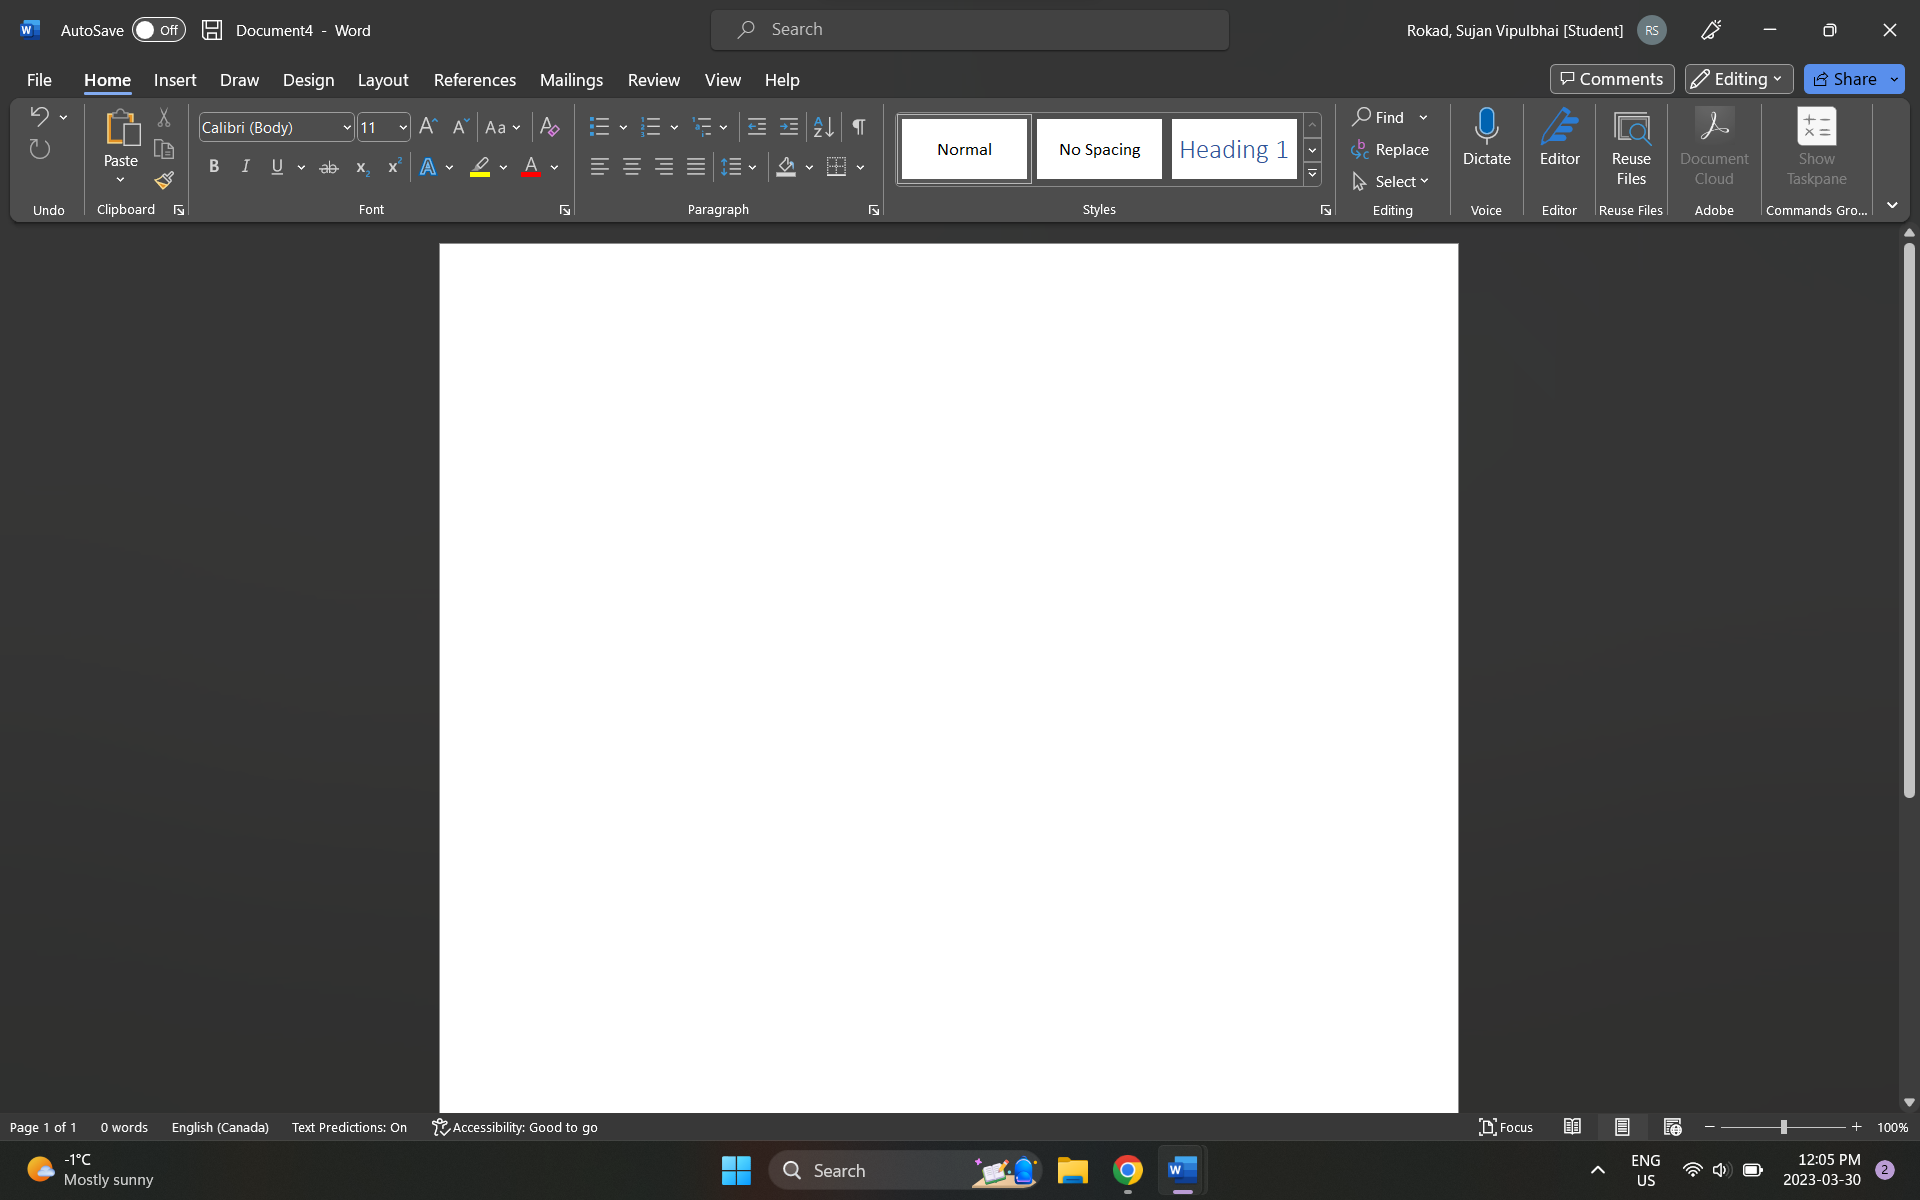 AutoSave Off Document4 - Word Search Rokad, Sujan Vipulbhai [Student] RS
File Home Insert Draw Design Layout References Mailings Review View Help Comments Editing Share
Calibri (Body) 11 Aa
Paste
B I U ab x2 x2 A A
Normal No Spacing Heading 1
Find
Replace
Select
Dictate
Editor
Reuse
Files
Document
Cloud
Show
Taskpane
Undo Clipboard Font Paragraph Styles Editing Voice Editor Reuse Files Adobe Commands Gro...
Page 1 of 1 0 words English (Canada) Text Predictions: On Accessibility: Good to go Focus 100%
-1°C
Mostly sunny
Search
ENG
US
12:05 PM
2023-03-30
2